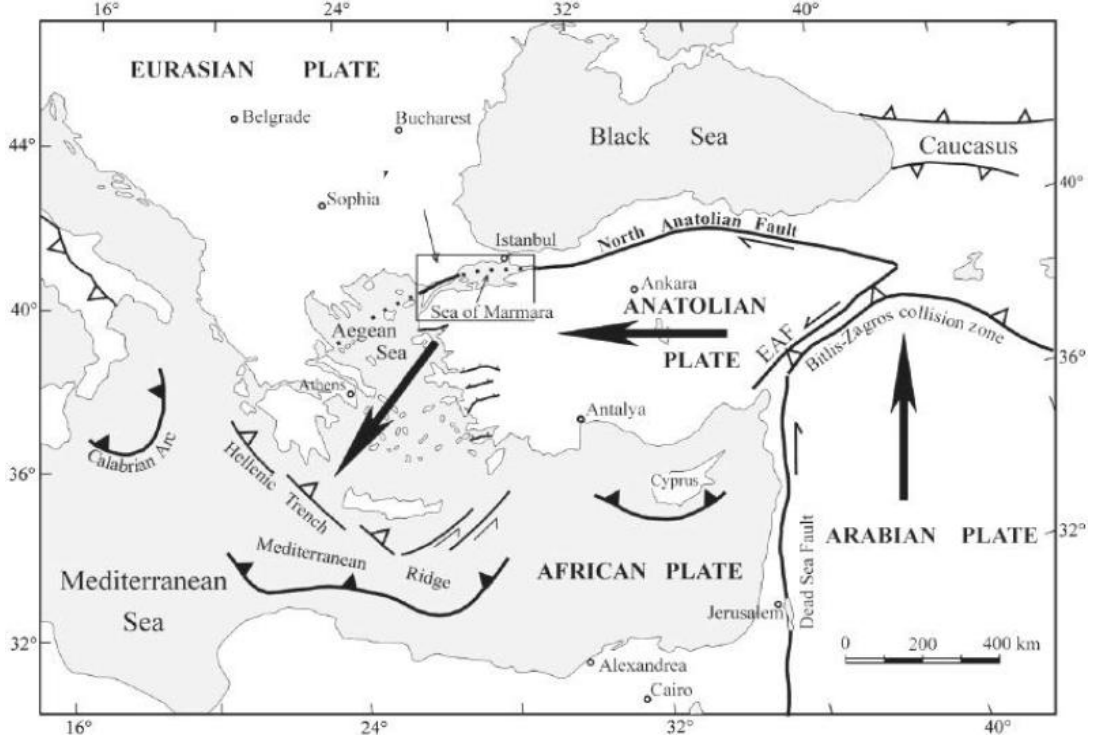 16° 24° 32° 40°
EURASIAN PLATE
Belgrade
Bucharest
Black Sea
Caucasus
44°
40°
Sophia
Istanbul
North Anatolian Fault
Ankara
40°
Sea of Marmara
ANATOLIAN
PLATE
Aegean
Sea
EAF
Bitlis-Zagros collision zone
36°
Athens
Antalya
Calabrian Arc
36°
Hellenic
Trench
Cyprus
Mediterranean
Ridge
AFRICAN PLATE
ARABIAN PLATE
32°
Mediterranean
Sea
Dead Sea Fault
Jerusalem
32°
0 200 400 km
Alexandrea
Cairo
16° 24° 32° 40°